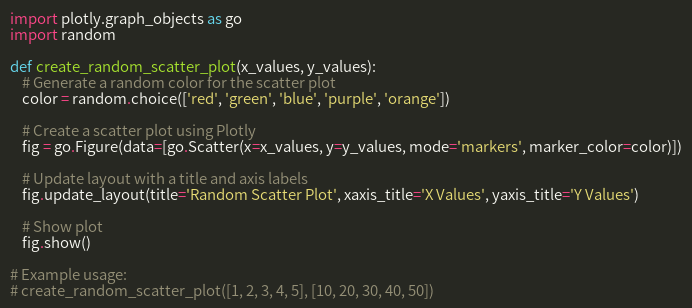 import plotly.graph_objects as go
import random

def create_random_scatter_plot(x_values, y_values):
    # Generate a random color for the scatter plot
    color = random.choice(['red', 'green', 'blue', 'purple', 'orange'])

    # Create a scatter plot using Plotly
    fig = go.Figure(data=[go.Scatter(x=x_values, y=y_values, mode='markers', marker_color=color)])

    # Update layout with a title and axis labels
    fig.update_layout(title='Random Scatter Plot', xaxis_title='X Values', yaxis_title='Y Values')

    # Show plot
    fig.show()

# Example usage:
# create_random_scatter_plot([1, 2, 3, 4, 5], [10, 20, 30, 40, 50])